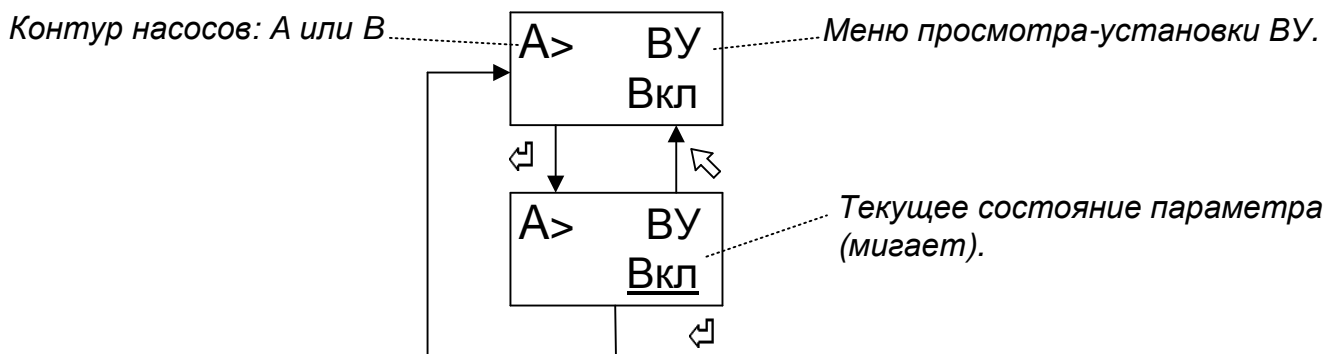 Контур насосов: А или В
А> ВУ
Меню просмотра-установки ВУ.
Вкл
А> ВУ
Текущее состояние параметра
(мигает).
Вкл